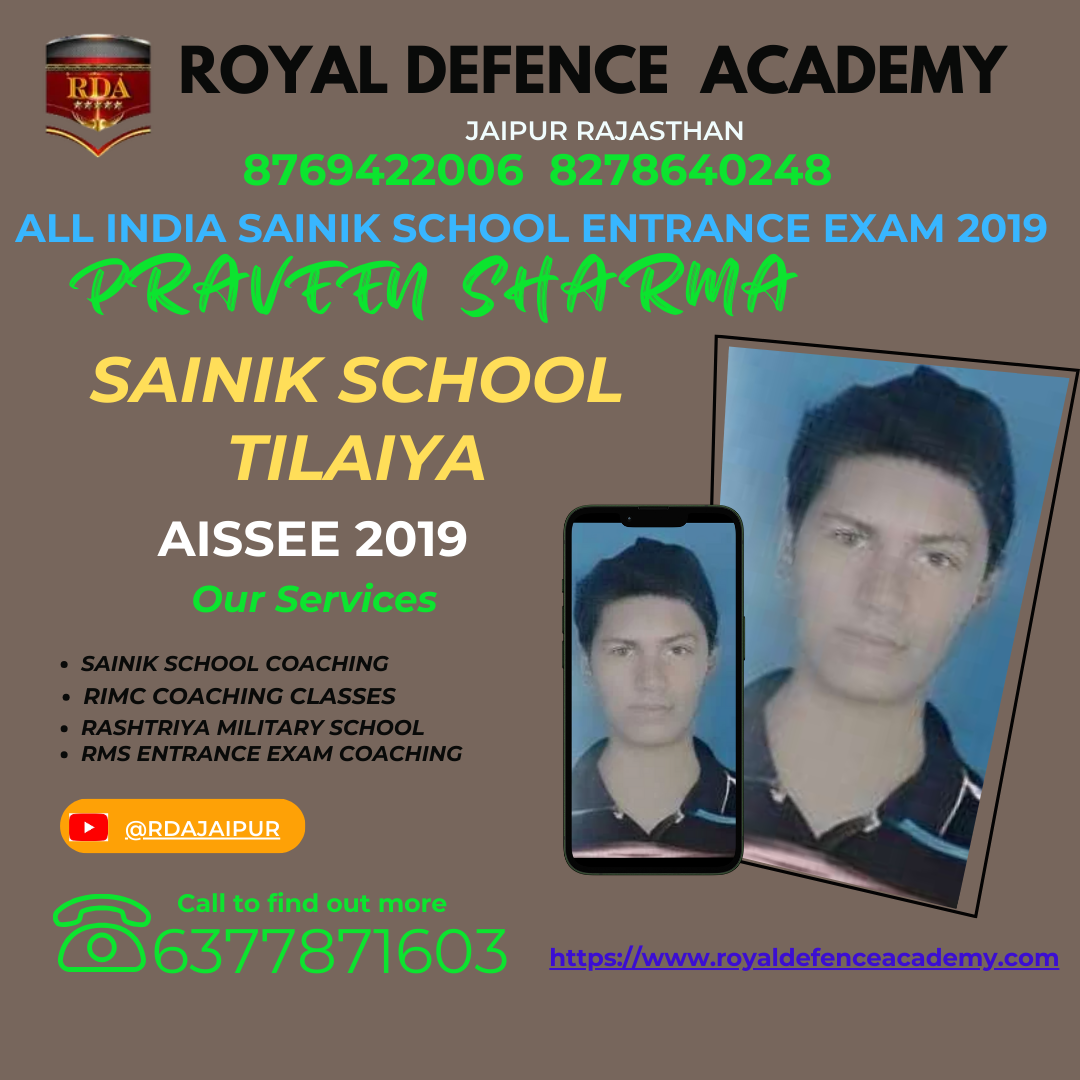 RDA
ROYAL DEFENCE ACADEMY
JAIPUR RAJASTHAN
8769422006 8278640248
ALL INDIA SAINIK SCHOOL ENTRANCE EXAM 2019
PRAVEEN SHARMA
SAINIK SCHOOL
TILAIYA
AISSEE 2019
Our Services
• SAINIK SCHOOL COACHING
• RIMC COACHING CLASSES
• RASHTRIYA MILITARY SCHOOL
• RMS ENTRANCE EXAM COACHING
@RDAJAIPUR
Call to find out more
6377871603
https://www.royaldefenceacademy.com